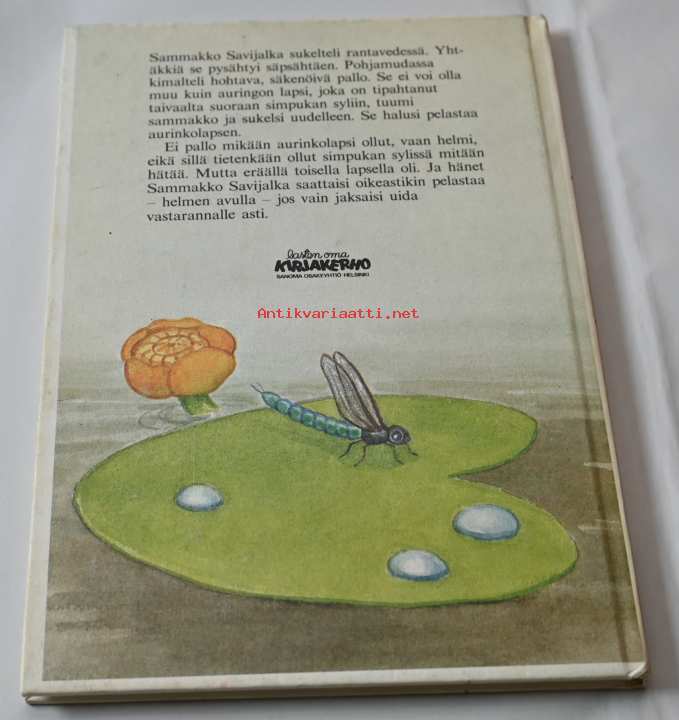 Sammakko Savijalka sukelteli rantavedessä. Yht-
äkkiä se pysähtyi säpsähtäen. Pohjamudassa
kimalteli hohtava, säkenöivä pallo. Se ei voi olla
muu kuin auringon lapsi, joka on tipahtanut
taivaalta suoraan simpukan syliin, tuumi
sammakko ja sukelsi uudelleen. Se halusi pelastaa
aurinkolapsen.
Ei pallo mikään aurinkolapsi ollut, vaan helmi,
eikä sillä tietenkään ollut simpukan sylissä mitään
hätää. Mutta eräällä toisella lapsella oli. Ja hänet
Sammakko Savijalka saattaisi oikeastikin pelastaa
– helmen avulla – jos vain jaksaisi uida
vastarannalle asti.
lasten oma
KIRJAKERHO
SANOMA OSAKEYHTIÖ HELSINKI
Antikvariaatti.net